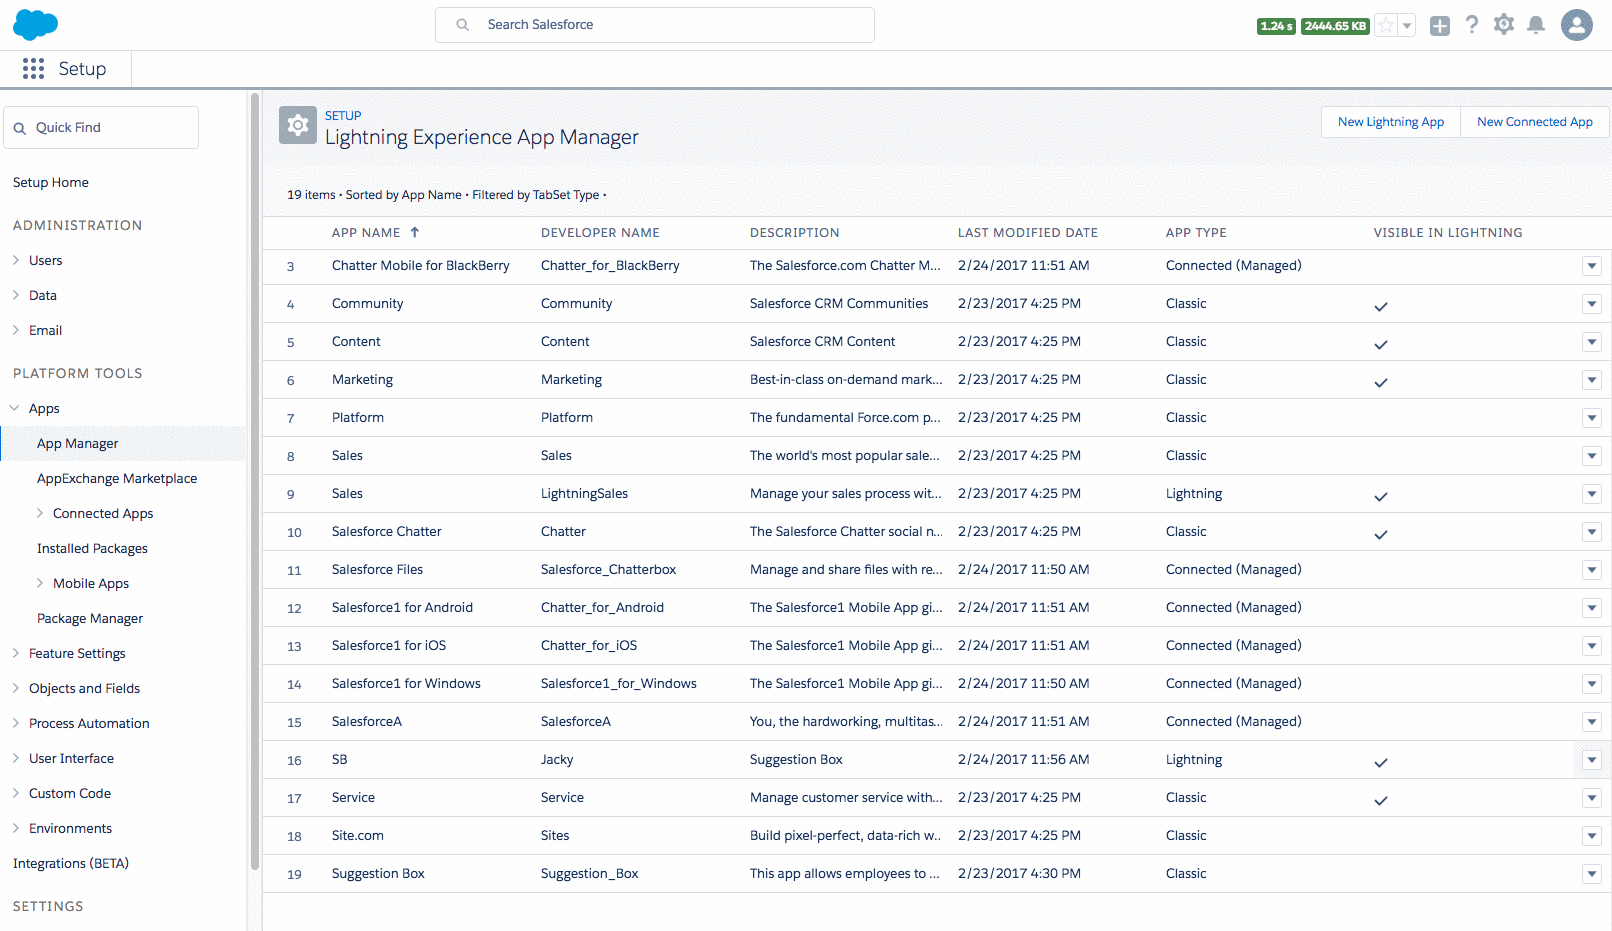 Search Salesforce
1.24 s 2444.65 KB
Setup
Quick Find
Setup Home
ADMINISTRATION
Users
Data
Email
PLATFORM TOOLS
Apps
App Manager
AppExchange Marketplace
Connected Apps
Installed Packages
Mobile Apps
Package Manager
Feature Settings
Objects and Fields
Process Automation
User Interface
Custom Code
Environments
Integrations (BETA)
SETTINGS
SETUP
Lightning Experience App Manager
New Lightning App New Connected App
19 items • Sorted by App Name • Filtered by TabSet Type •
APP NAME DEVELOPER NAME DESCRIPTION LAST MODIFIED DATE APP TYPE VISIBLE IN LIGHTNING
3 Chatter Mobile for BlackBerry Chatter_for_BlackBerry The Salesforce.com Chatter M... 2/24/2017 11:51 AM Connected (Managed)
4 Community Community Salesforce CRM Communities 2/23/2017 4:25 PM Classic
5 Content Content Salesforce CRM Content 2/23/2017 4:25 PM Classic
6 Marketing Marketing Best-in-class on-demand mark... 2/23/2017 4:25 PM Classic
7 Platform Platform The fundamental Force.com p... 2/23/2017 4:25 PM Classic
8 Sales Sales The world's most popular sale... 2/23/2017 4:25 PM Classic
9 Sales LightningSales Manage your sales process wit... 2/23/2017 4:25 PM Lightning
10 Salesforce Chatter Chatter The Salesforce Chatter social n... 2/23/2017 4:25 PM Classic
11 Salesforce Files Salesforce_Chatterbox Manage and share files with re... 2/24/2017 11:50 AM Connected (Managed)
12 Salesforce1 for Android Chatter_for_Android The Salesforce1 Mobile App gi... 2/24/2017 11:51 AM Connected (Managed)
13 Salesforce1 for iOS Chatter_for_iOS The Salesforce1 Mobile App gi... 2/24/2017 11:51 AM Connected (Managed)
14 Salesforce1 for Windows Salesforce1_for_Windows The Salesforce1 Mobile App gi... 2/24/2017 11:50 AM Connected (Managed)
15 SalesforceA SalesforceA You, the hardworking, multitas... 2/24/2017 11:51 AM Connected (Managed)
16 SB Jacky Suggestion Box 2/24/2017 11:56 AM Lightning
17 Service Service Manage customer service with... 2/23/2017 4:25 PM Classic
18 Site.com Sites Build pixel-perfect, data-rich w... 2/23/2017 4:25 PM Classic
19 Suggestion Box Suggestion_Box This app allows employees to ... 2/23/2017 4:30 PM Classic